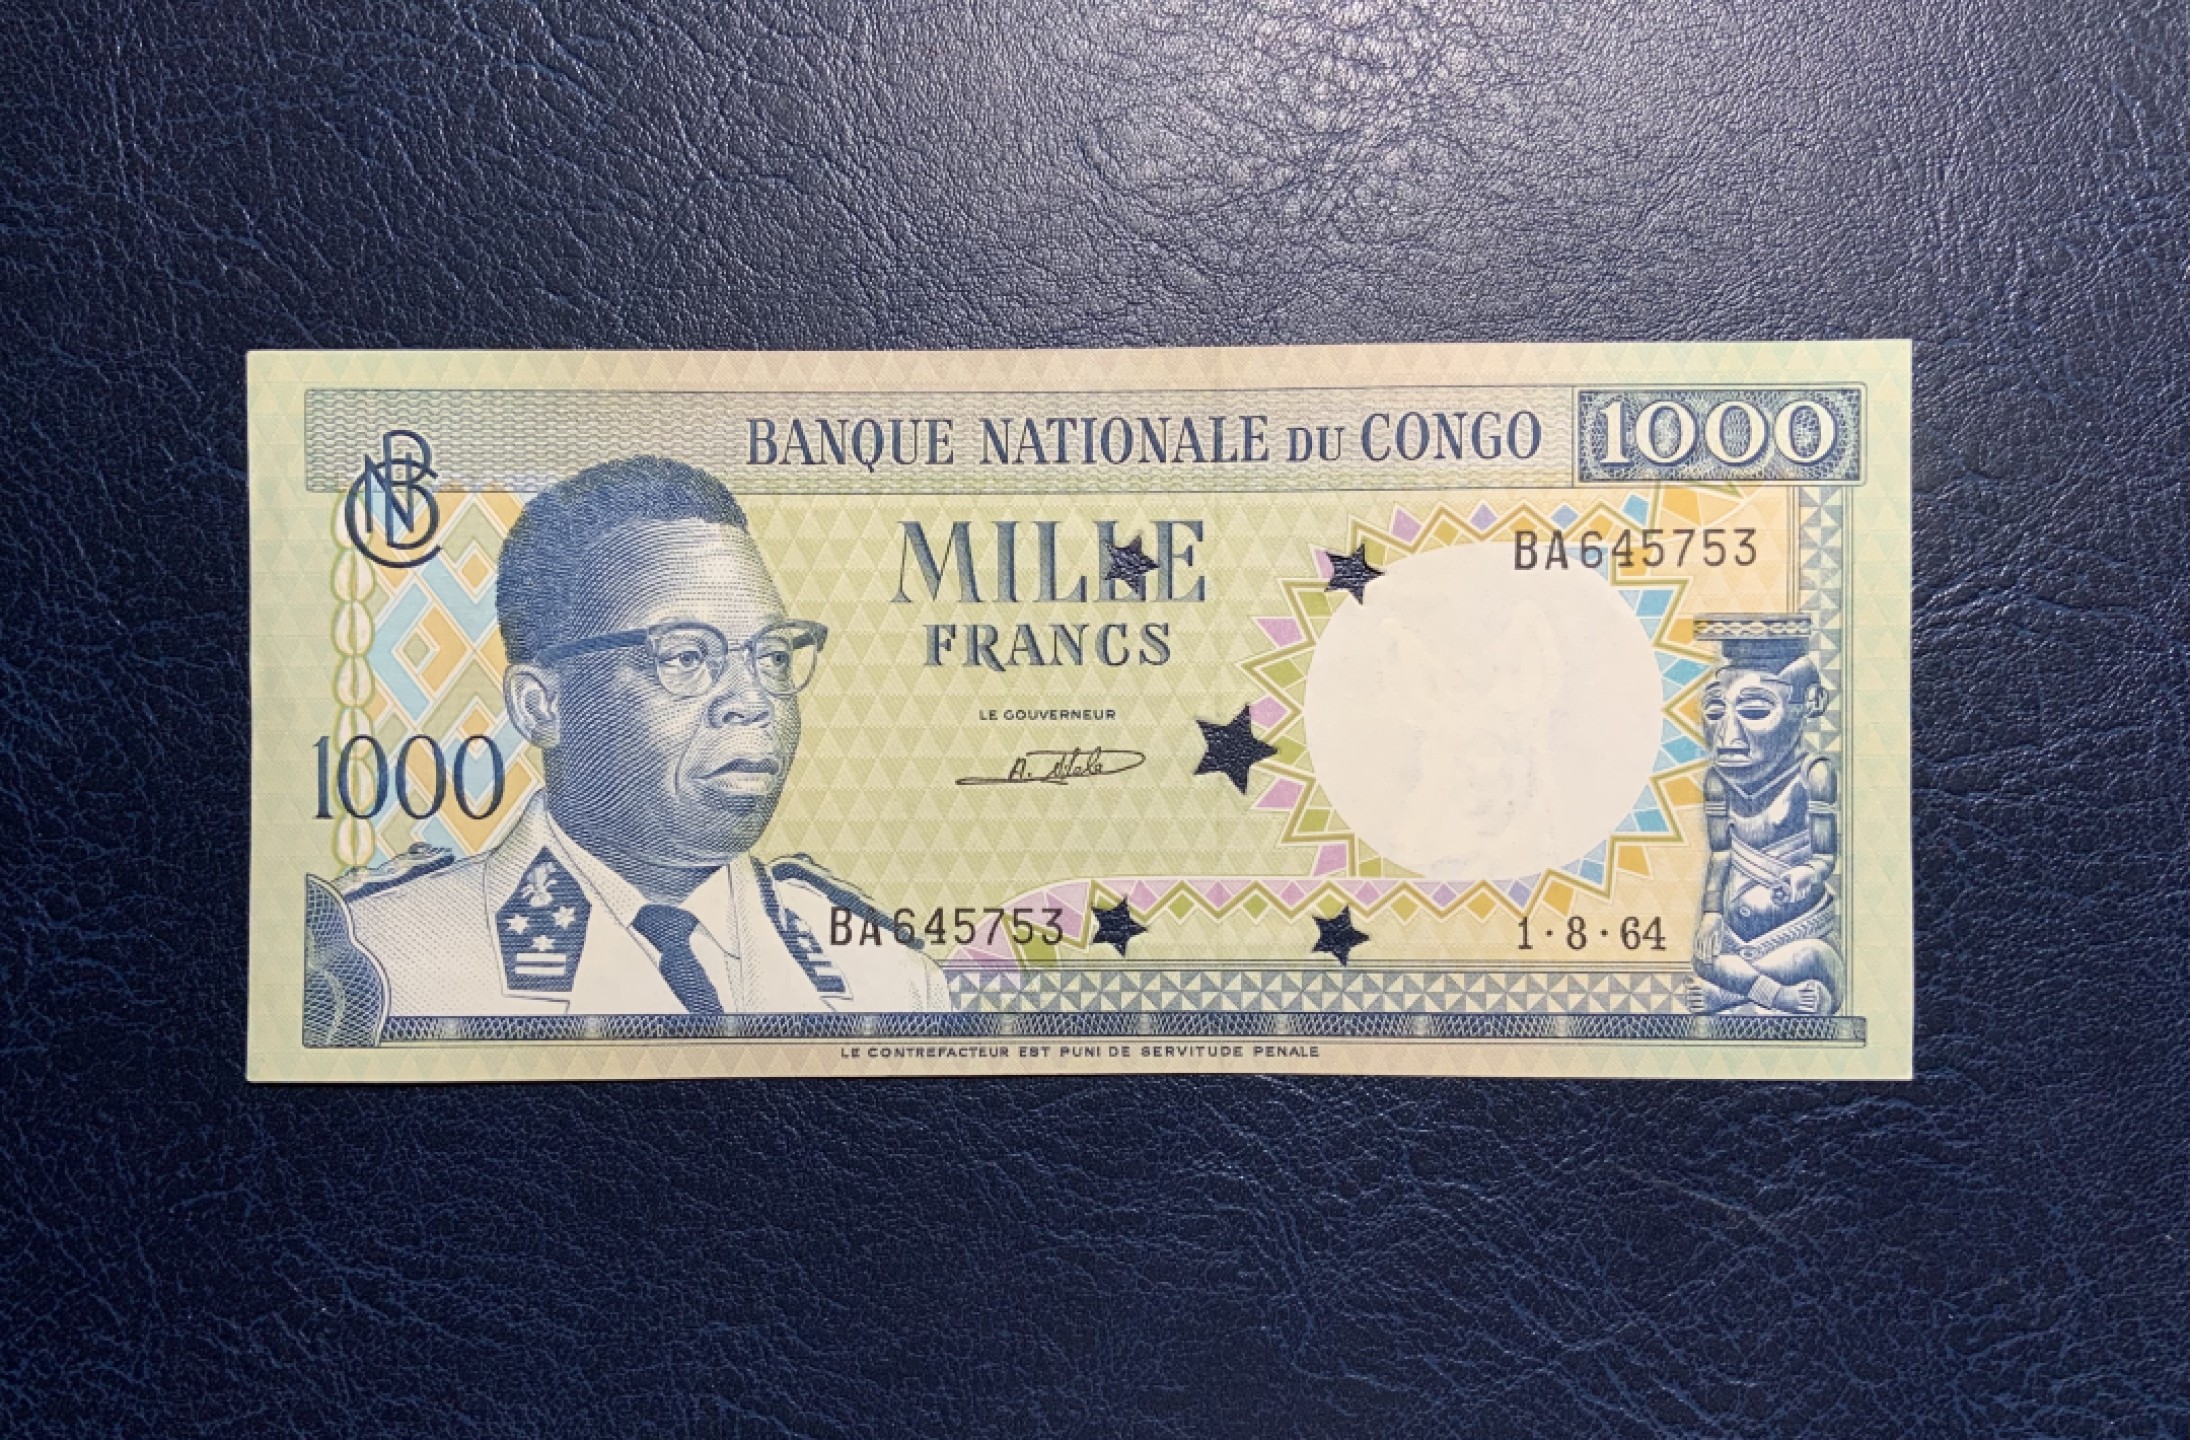 BANQUE NATIONALE DU CONGO 1000
BNC
MILLE
FRANCS
BA645753
LE GOUVERNEUR
1000
BA645753
1·8·64
LE CONTREFACTEUR EST PUNI DE SERVITUDE PENALE